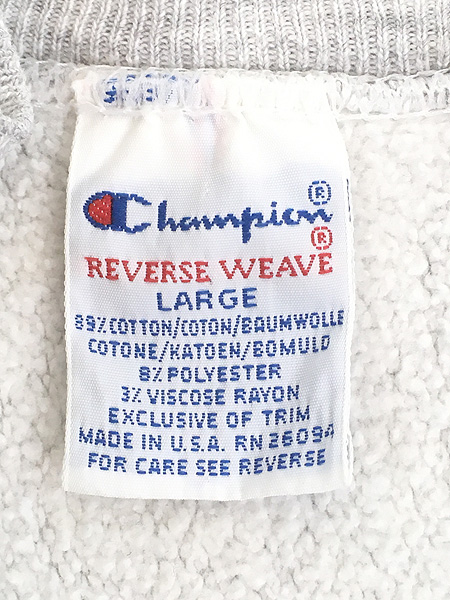 Champion®
®
REVERSE WEAVE
LARGE
89% COTTON/COTON/BAUMWOLLE
COTONE/KATOEN/BOMULD
8% POLYESTER
3% VISCOSE RAYON
EXCLUSIVE OF TRIM
MADE IN U.S.A. RN 26094
FOR CARE SEE REVERSE